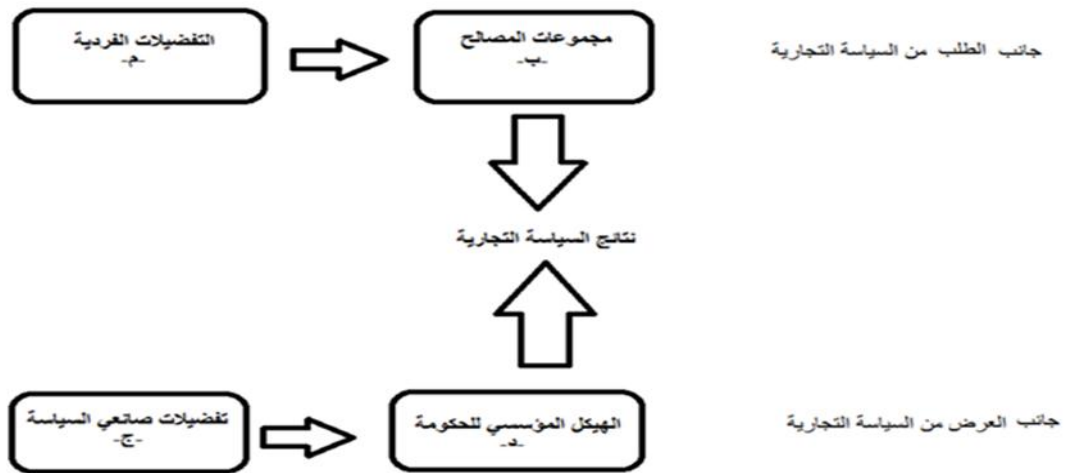 جانب الطلب من السياسة التجارية
مجموعات المصالح
-ب-
التفضيلات الفردية
-م-
نتائج السياسة التجارية
جانب العرض من السياسة التجارية
الهيكل المؤسسي للحكومة
-د-
تفضيلات صانعي السياسة
-ج-